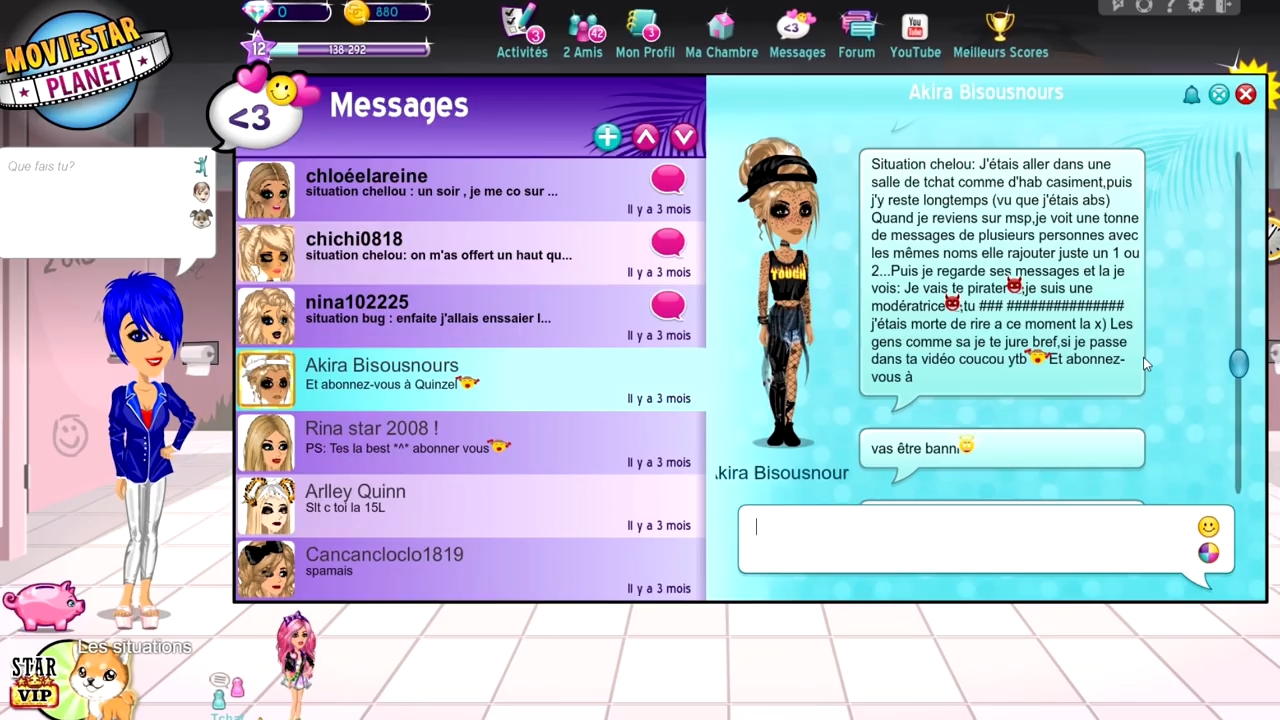 MOVIESTAR
PLANET
0
880
12
138 292
3
42
3
<3
You
Tube
Activités
2 Amis
Mon Profil
Ma Chambre
Messages
Forum
YouTube
Meilleurs Scores
Que fais tu?
<3
Messages
chloéelareine
situation chellou : un soir , je me co sur ...
Il y a 3 mois
chichi0818
situation chelou: on m'as offert un haut qu...
Il y a 3 mois
nina102225
situation bug : enfaite j'allais enssaier l...
Il y a 3 mois
Akira Bisousnours
Et abonnez-vous à Quinzel
Il y a 3 mois
Rina star 2008 !
PS: Tes la best *^* abonner vous
Il y a 3 mois
Arlley Quinn
Slt c toi la 15L
Il y a 3 mois
Cancancloclo1819
spamais
Il y a 3 mois
Akira Bisousnours
TOUGH
Akira Bisousnour
Situation chelou: J'étais aller dans une
salle de tchat comme d'hab casiment,puis
j'y reste longtemps (vu que j'étais abs)
Quand je reviens sur msp,je voit une tonne
de messages de plusieurs personnes avec
les mêmes noms elle rajouter juste un 1 ou
2...Puis je regarde ses messages et la je
vois: Je vais te pirater,je suis une
modératrice,tu ### ###############
j'étais morte de rire a ce moment la x) Les
gens comme sa je te jure bref,si je passe
dans ta vidéo coucou ytb Et abonnez-
vous à
vas être banni
Les situations
STAR
VIP
Tchat